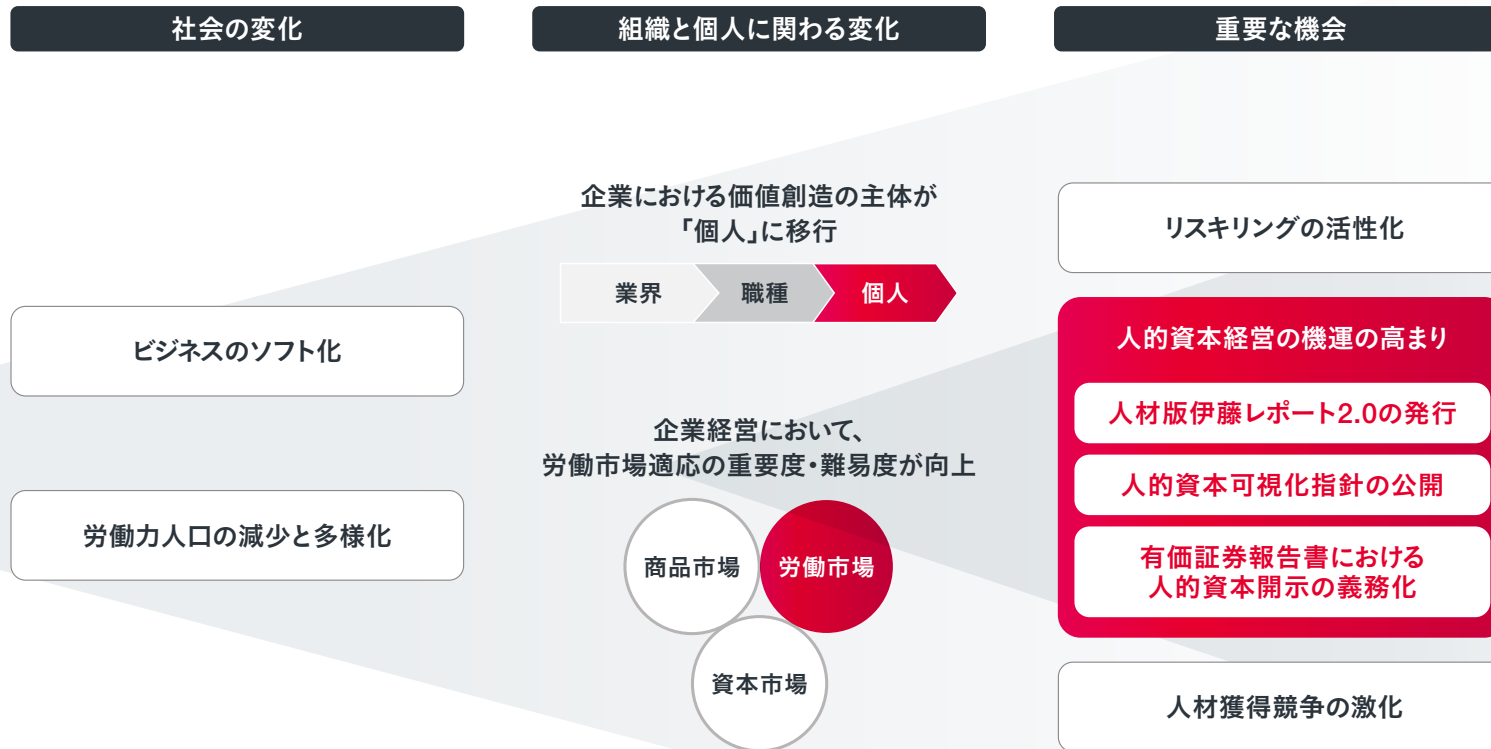 社会の変化
組織と個人に関わる変化
重要な機会
ビジネスのソフト化
労働力人口の減少と多様化
企業における価値創造の主体が
「個人」に移行
業界
職種
個人
企業経営において、
労働市場適応の重要度・難易度が向上
商品市場
労働市場
資本市場
リスキリングの活性化
人的資本経営の機運の高まり
人材版伊藤レポート2.0の発行
人的資本可視化指針の公開
有価証券報告書における
人的資本開示の義務化
人材獲得競争の激化